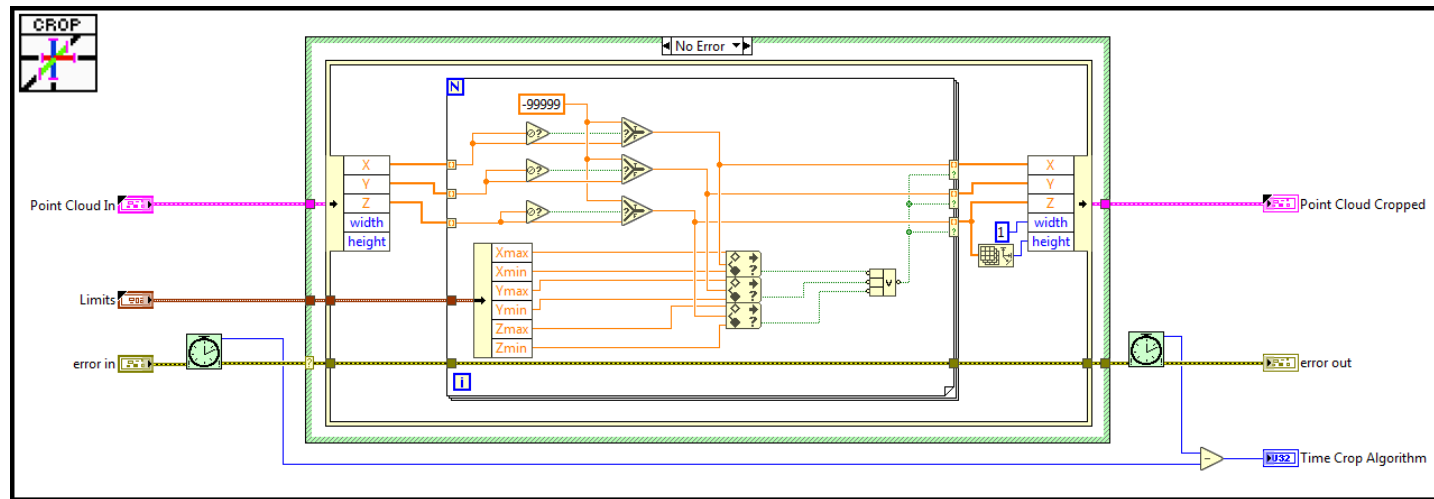 CROP
No Error
N
-99999
X
Y
Z
width
height
X
Y
Z
width
height
1
Point Cloud In
Point Cloud Cropped
Xmax
Xmin
Ymax
Ymin
Zmax
Zmin
Limits
error in
error out
i
U32
Time Crop Algorithm